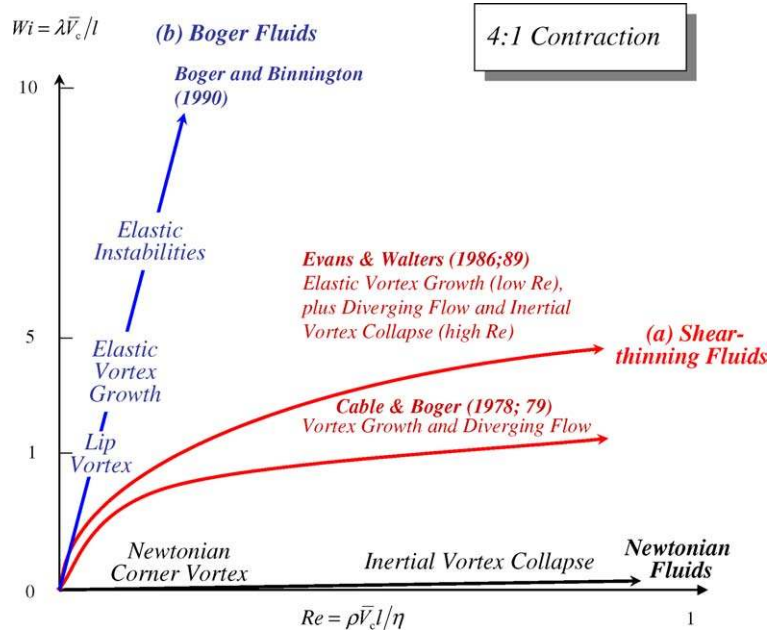 Wi = λV̄c/l
(b) Boger Fluids
4:1 Contraction
Boger and Binnington
(1990)
10
Elastic
Instabilities
Evans & Walters (1986;89)
Elastic Vortex Growth (low Re),
plus Diverging Flow and Inertial
Vortex Collapse (high Re)
5
(a) Shear-
thinning Fluids
Elastic
Vortex
Growth
Cable & Boger (1978; 79)
Vortex Growth and Diverging Flow
Lip
Vortex
1
Newtonian
Corner Vortex
Inertial Vortex Collapse
Newtonian
Fluids
0
Re = ρV̄cl/η
1